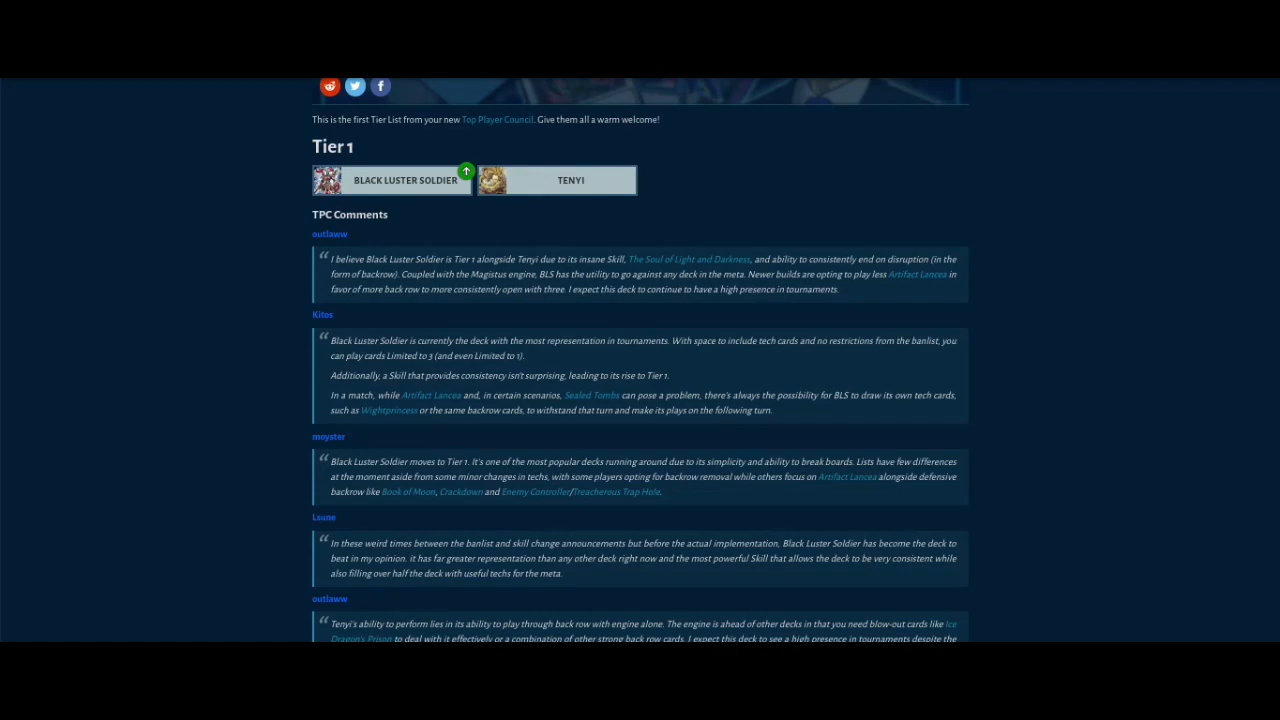 This is the first Tier List from your new Top Player Council. Give them all a warm welcome!
Tier 1
BLACK LUSTER SOLDIER
TENYI
TPC Comments
outlaww
“ I believe Black Luster Soldier is Tier 1 alongside Tenyi due to its insane Skill, The Soul of Light and Darkness, and ability to consistently end on disruption (in the
form of backrow). Coupled with the Magistus engine, BLS has the utility to go against any deck in the meta. Newer builds are opting to play less Artifact Lancea in
favor of more back row to more consistently open with three. I expect this deck to continue to have a high presence in tournaments.
Kitos
“ Black Luster Soldier is currently the deck with the most representation in tournaments. With space to include tech cards and no restrictions from the banlist, you
can play cards Limited to 3 (and even Limited to 1).
Additionally, a Skill that provides consistency isn't surprising, leading to its rise to Tier 1.
In a match, while Artifact Lancea and, in certain scenarios, Sealed Tombs can pose a problem, there's always the possibility for BLS to draw its own tech cards,
such as Wightprincess or the same backrow cards, to withstand that turn and make its plays on the following turn.
moyster
“ Black Luster Soldier moves to Tier 1. It's one of the most popular decks running around due to its simplicity and ability to break boards. Lists have few differences
at the moment aside from some minor changes in techs, with some players opting for backrow removal while others focus on Artifact Lancea alongside defensive
backrow like Book of Moon, Crackdown and Enemy Controller/Treacherous Trap Hole.
Lsune
“ In these weird times between the banlist and skill change announcements but before the actual implementation, Black Luster Soldier has become the deck to
beat in my opinion. it has far greater representation than any other deck right now and the most powerful Skill that allows the deck to be very consistent while
also filling over half the deck with useful techs for the meta.
outlaww
“ Tenyi's ability to perform lies in its ability to play through back row with engine alone. The engine is ahead of other decks in that you need blow-out cards like Ice
Dragon's Prison to deal with it effectively or a combination of other strong back row cards. I expect this deck to see a high presence in tournaments despite the